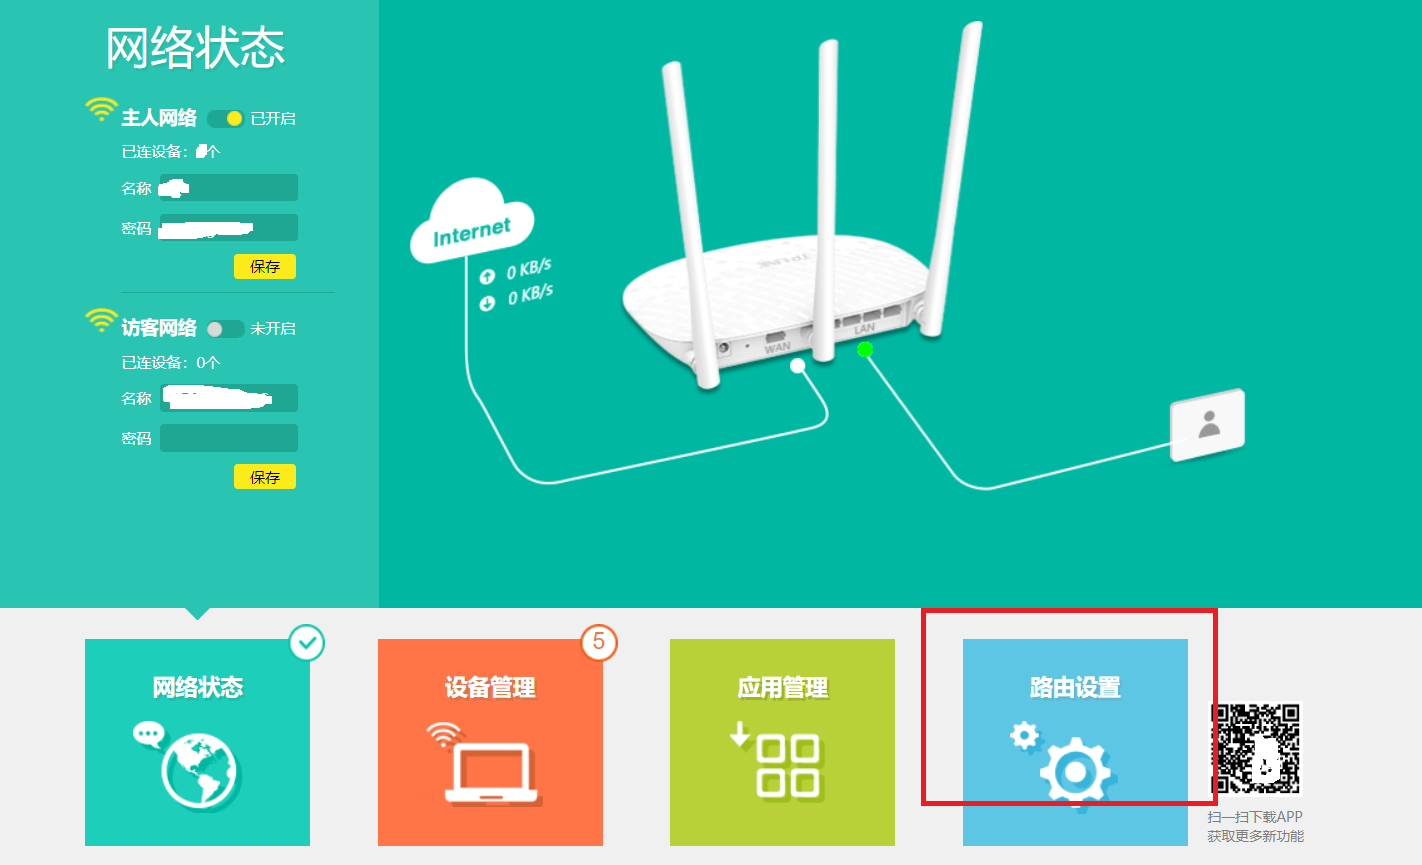 网络状态
主人网络 已开启
已连设备： 个
名称
密码
保存
访客网络 未开启
已连设备：0个
名称
密码
保存
Internet
0 KB/s
0 KB/s
TP-LINK
WAN
LAN
网络状态
设备管理
5
应用管理
路由设置
扫一扫下载APP
获取更多新功能